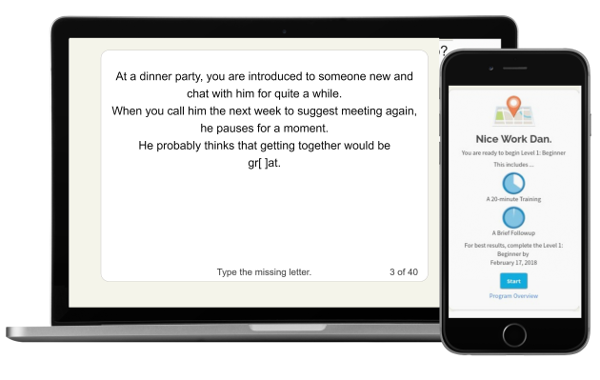 ?
At a dinner party, you are introduced to someone new and
chat with him for quite a while.
When you call him the next week to suggest meeting again,
he pauses for a moment.
He probably thinks that getting together would be
gr[ ]at.
Type the missing letter.
3 of 40
Nice Work Dan.
You are ready to begin Level 1: Beginner
This includes ...
A 20-minute Training
A Brief Followup
For best results, complete the Level 1:
Beginner by
February 17, 2018
Start
Program Overview